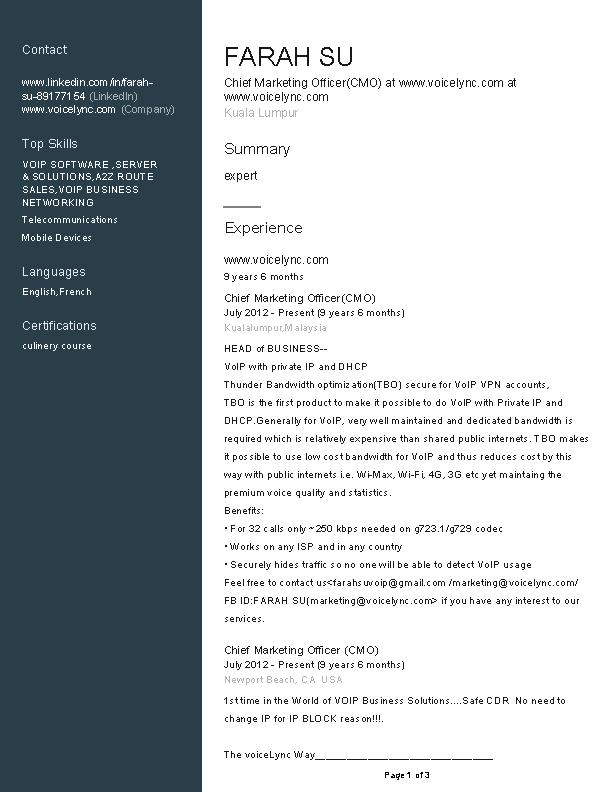 Contact
www.linkedin.com/in/farah-
su-89177154 (LinkedIn)
www.voicelync.com (Company)
Top Skills
VOIP SOFTWARE ,SERVER
& SOLUTIONS,A2Z ROUTE
SALES,VOIP BUSINESS
NETWORKING
Telecommunications
Mobile Devices
Languages
English,French
Certifications
culinery course
FARAH SU
Chief Marketing Officer(CMO) at www.voicelync.com at
www.voicelync.com
Kuala Lumpur
Summary
expert
Experience
www.voicelync.com
9 years 6 months
Chief Marketing Officer(CMO)
July 2012 - Present (9 years 6 months)
Kualalumpur,Malaysia
HEAD of BUSINESS--
VoIP with private IP and DHCP
Thunder Bandwidth optimization(TBO) secure for VoIP VPN accounts,
TBO is the first product to make it possible to do VoIP with Private IP and
DHCP.Generally for VoIP, very well maintained and dedicated bandwidth is
required which is relatively expensive than shared public internets. TBO makes
it possible to use low cost bandwidth for VoIP and thus reduces cost by this
way with public internets i.e. Wi-Max, Wi-Fi, 4G, 3G etc yet maintaing the
premium voice quality and statistics.
Benefits:
• For 32 calls only ~250 kbps needed on g723.1/g729 codec
• Works on any ISP and in any country
• Securely hides traffic so no one will be able to detect VoIP usage
Feel free to contact us<farahsuvoip@gmail.com /marketing@voicelync.com/
FB ID:FARAH SU(marketing@voicelync.com> if you have any interest to our
services.
Chief Marketing Officer (CMO)
July 2012 - Present (9 years 6 months)
Newport Beach, CA USA
1st time in the World of VOIP Business Solutions....Safe CDR No need to
change IP for IP BLOCK reason!!!.
The voiceLync Way______________________________
Page 1 of 3